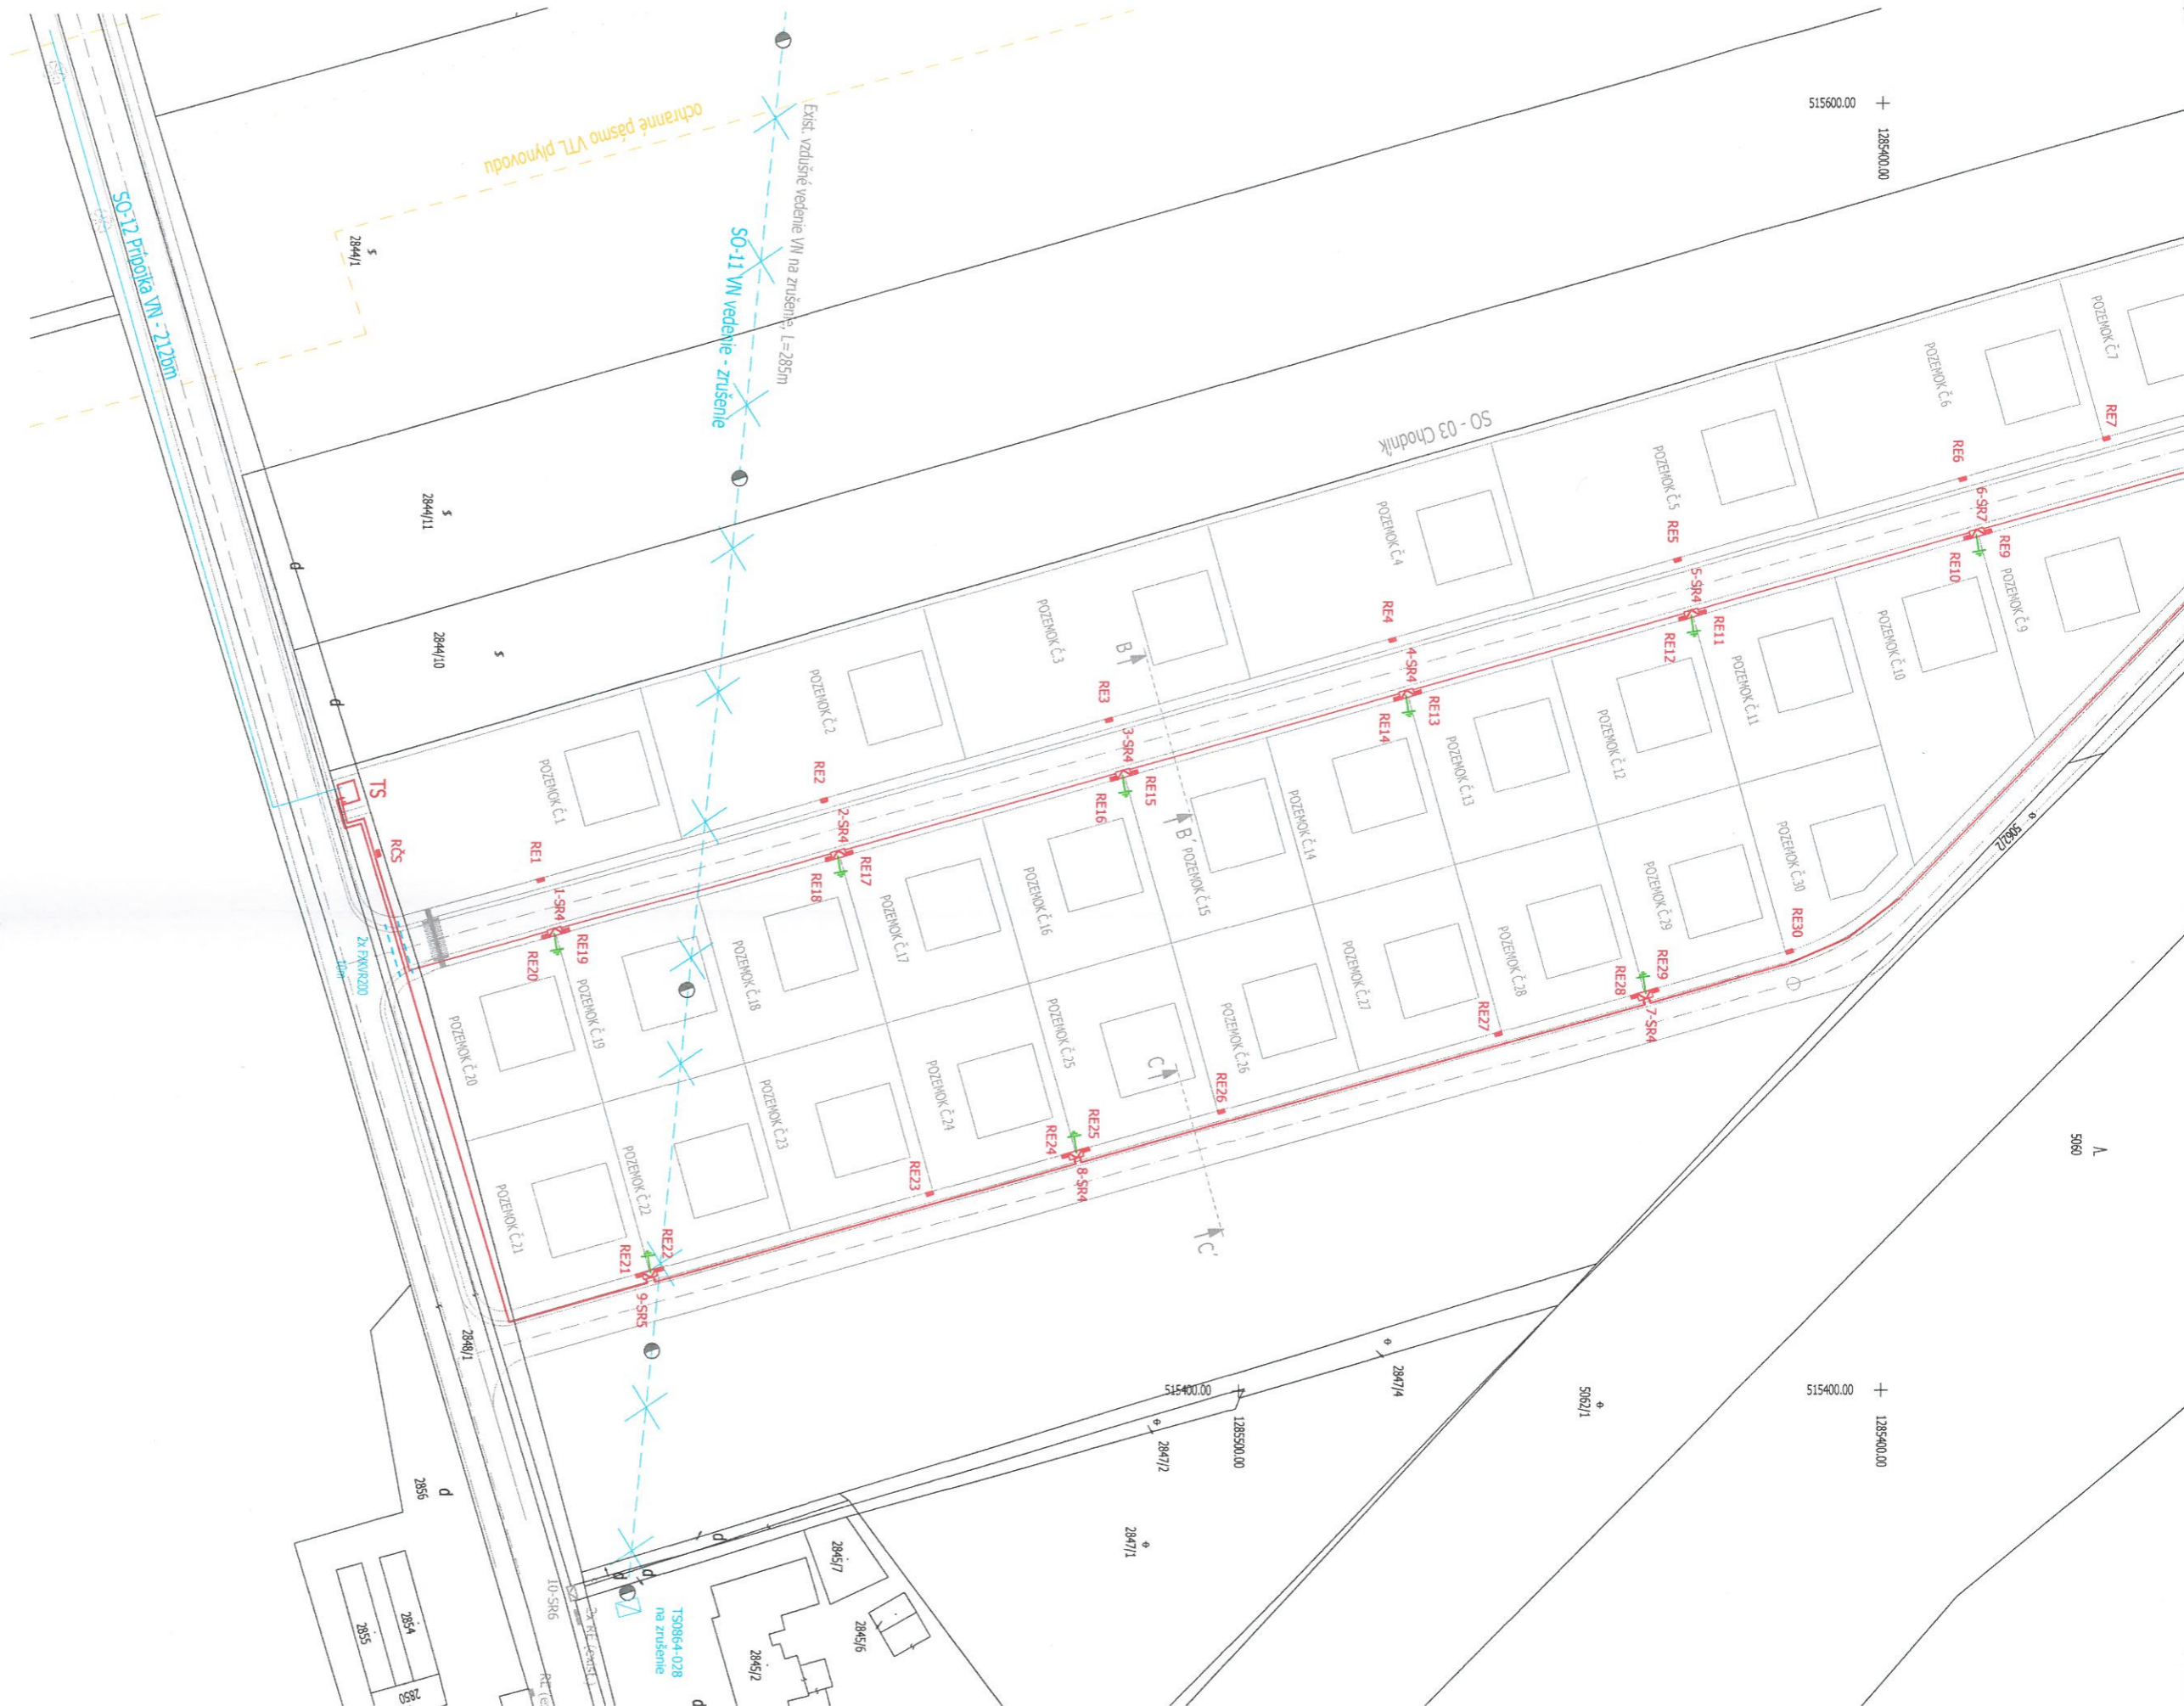 515600.00
1285400.00
ochranné pásmo VTL plynovodu
Exist. vzdušné vedenie VN na zrušenie, L=285m
SO-11 VN vedenie - zrušenie
SO-12 Prípojka VN - 212bm
2844/1
2844/11
2844/10
SO - 03 Chodník
POZEMOK Č.7
POZEMOK Č.6
POZEMOK Č.5
POZEMOK Č.4
POZEMOK Č.3
POZEMOK Č.2
POZEMOK Č.1
RE7
RE6
RE5
RE4
RE3
RE2
RE1
6-SR7
5-SR4
4-SR4
3-SR4
2-SR4
1-SR4
RE9
RE10
RE11
RE12
RE13
RE14
RE15
RE16
RE17
RE18
RE19
RE20
TS
RČS
2x FXKVR200
10m
POZEMOK Č.9
POZEMOK Č.10
POZEMOK Č.11
POZEMOK Č.12
POZEMOK Č.13
POZEMOK Č.14
POZEMOK Č.15
POZEMOK Č.16
POZEMOK Č.17
POZEMOK Č.18
POZEMOK Č.19
POZEMOK Č.20
B
B'
C
C'
POZEMOK Č.30
POZEMOK Č.29
POZEMOK Č.28
POZEMOK Č.27
POZEMOK Č.26
POZEMOK Č.25
POZEMOK Č.24
POZEMOK Č.23
POZEMOK Č.22
POZEMOK Č.21
RE30
RE29
RE28
7-SR4
RE27
RE26
RE25
RE24
8-SR4
RE23
RE22
RE21
9-SR5
5062/2
5060
2848/1
515400.00
1285500.00
2847/4
5062/1
515400.00
1285400.00
2847/2
2847/1
2856
2845/7
2845/6
2845/2
TS0864-028
na zrušenie
10-SR6
2x RE (exist.)
2854
2855
2850